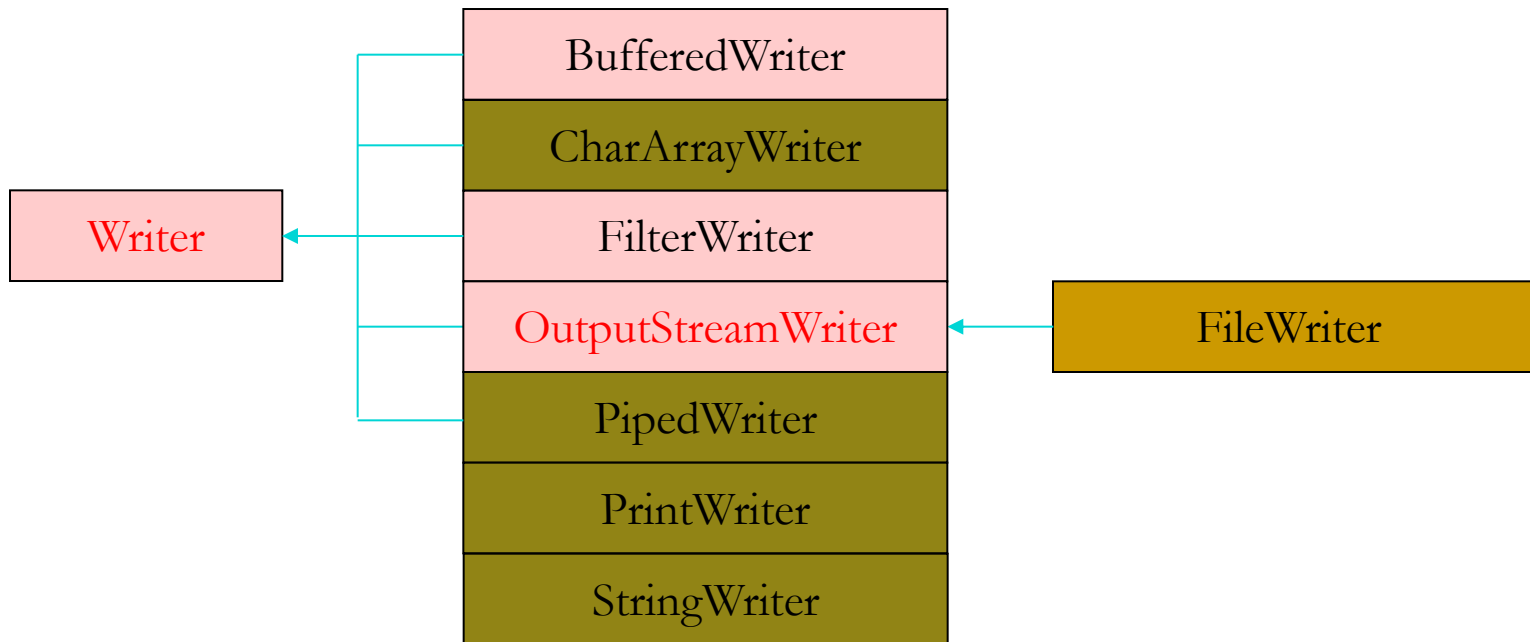 BufferedWriter
CharArrayWriter
Writer
FilterWriter
OutputStreamWriter
FileWriter
PipedWriter
PrintWriter
StringWriter